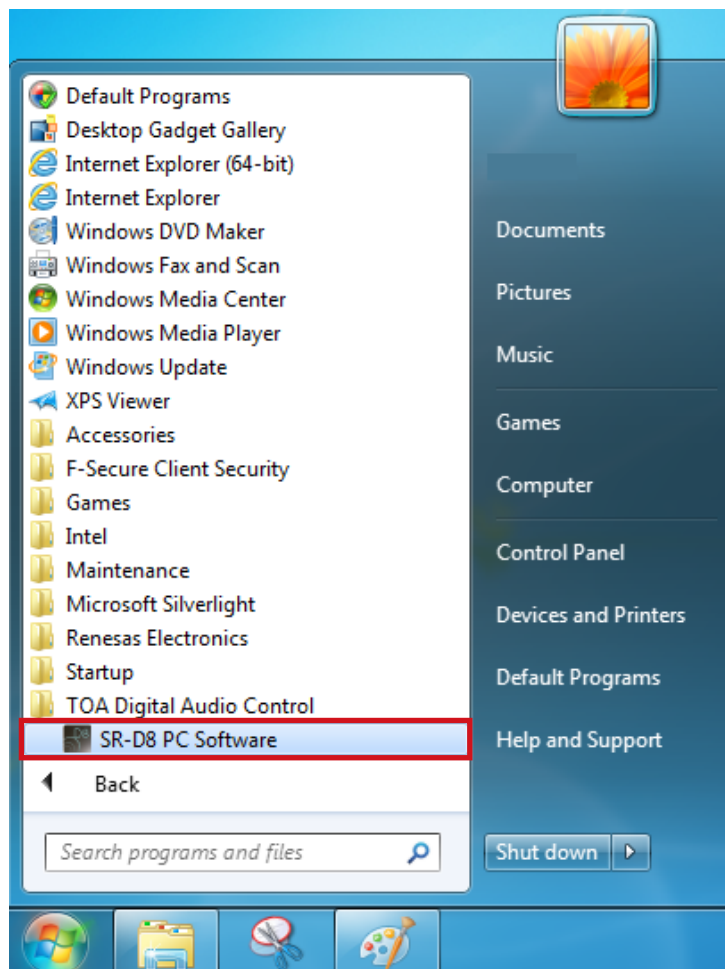 Default Programs
Desktop Gadget Gallery
Internet Explorer (64-bit)
Internet Explorer
Windows DVD Maker
Windows Fax and Scan
Windows Media Center
Windows Media Player
Windows Update
XPS Viewer
Accessories
F-Secure Client Security
Games
Intel
Maintenance
Microsoft Silverlight
Renesas Electronics
Startup
TOA Digital Audio Control
SR-D8 PC Software
Back
Search programs and files
Documents
Pictures
Music
Games
Computer
Control Panel
Devices and Printers
Default Programs
Help and Support
Shut down